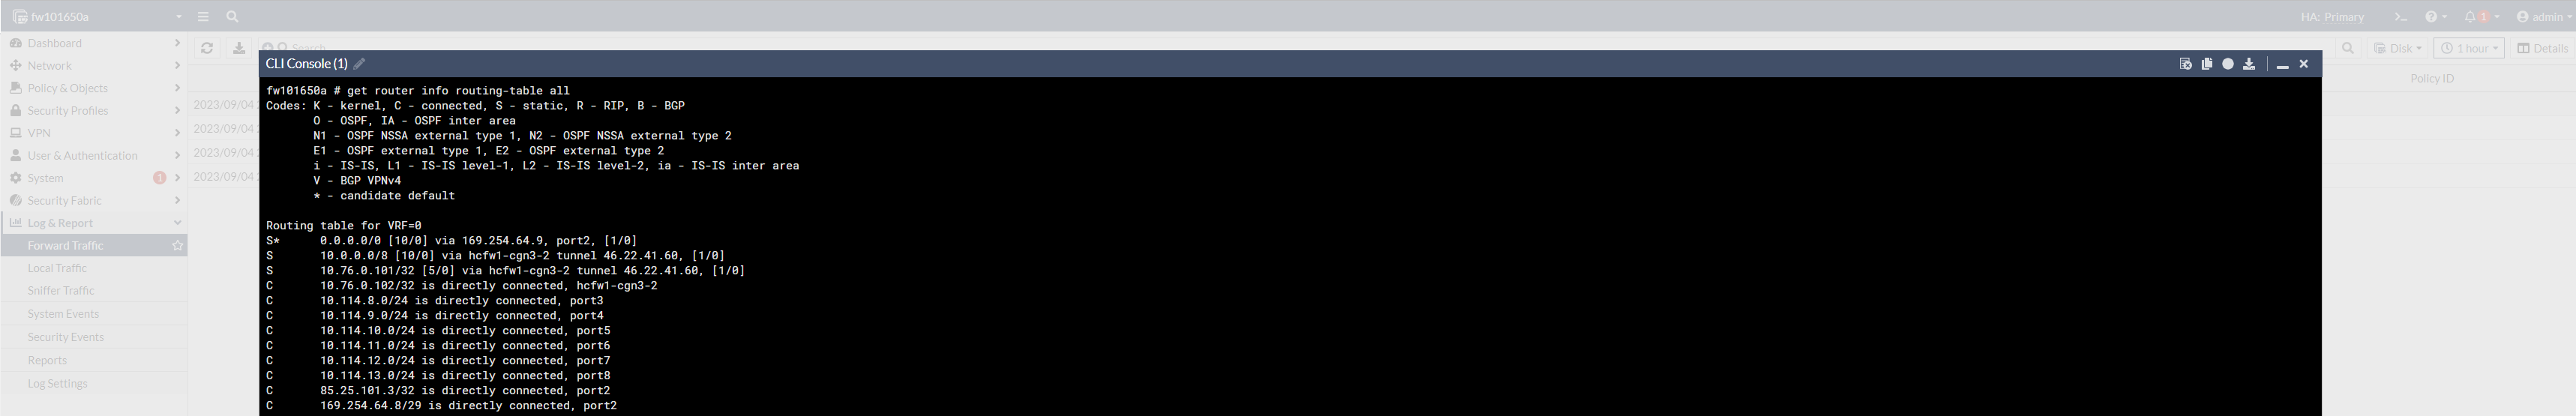 fw101650a
HA: Primary
1
admin
Dashboard
Search
Disk
1 hour
Details
CLI Console (1)
Network
Policy & Objects
Security Profiles
VPN
User & Authentication
System
1
Security Fabric
Log & Report
Forward Traffic
Local Traffic
Sniffer Traffic
System Events
Security Events
Reports
Log Settings
Policy ID
2023/09/04
2023/09/04
2023/09/04
2023/09/04
fw101650a # get router info routing-table all
Codes: K - kernel, C - connected, S - static, R - RIP, B - BGP
O - OSPF, IA - OSPF inter area
N1 - OSPF NSSA external type 1, N2 - OSPF NSSA external type 2
E1 - OSPF external type 1, E2 - OSPF external type 2
i - IS-IS, L1 - IS-IS level-1, L2 - IS-IS level-2, ia - IS-IS inter area
V - BGP VPNv4
* - candidate default
Routing table for VRF=0
S* 0.0.0.0/0 [10/0] via 169.254.64.9, port2, [1/0]
S 10.0.0.0/8 [10/0] via hcfw1-cgn3-2 tunnel 46.22.41.60, [1/0]
S 10.76.0.101/32 [5/0] via hcfw1-cgn3-2 tunnel 46.22.41.60, [1/0]
C 10.76.0.102/32 is directly connected, hcfw1-cgn3-2
C 10.114.8.0/24 is directly connected, port3
C 10.114.9.0/24 is directly connected, port4
C 10.114.10.0/24 is directly connected, port5
C 10.114.11.0/24 is directly connected, port6
C 10.114.12.0/24 is directly connected, port7
C 10.114.13.0/24 is directly connected, port8
C 85.25.101.3/32 is directly connected, port2
C 169.254.64.8/29 is directly connected, port2